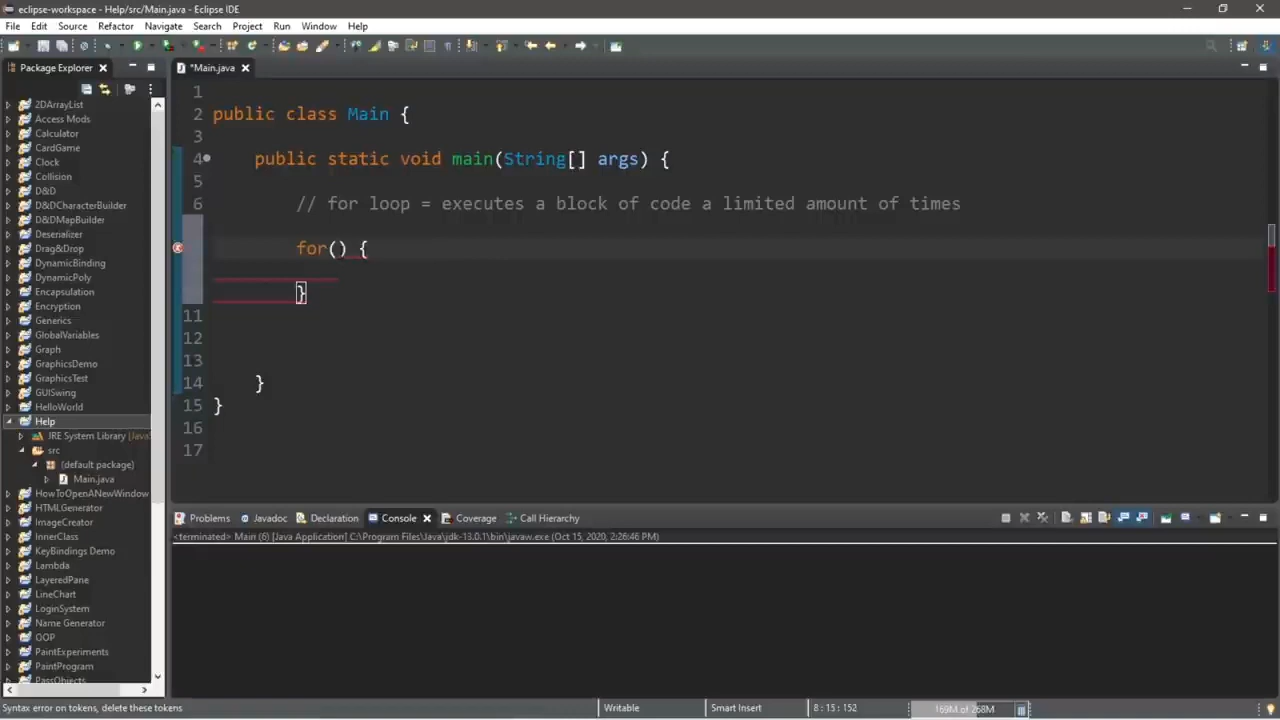 eclipse-workspace - Help/src/Main.java - Eclipse IDE
File Edit Source Refactor Navigate Search Project Run Window Help
Package Explorer
*Main.java
2DArrayList
Access Mods
Calculator
CardGame
Clock
Collision
D&D
D&DCharacterBuilder
D&DMapBuilder
Deserializer
Drag&Drop
DynamicBinding
DynamicPoly
Encapsulation
Encryption
Generics
GlobalVariables
Graph
GraphicsDemo
GraphicsTest
GUISwing
HelloWorld
Help
JRE System Library [Java
src
(default package)
Main.java
HowToOpenANewWindow
HTMLGenerator
ImageCreator
InnerClass
KeyBindings Demo
Lambda
LayeredPane
LineChart
LoginSystem
Name Generator
OOP
PaintExperiments
PaintProgram
PassObjects
1
2 public class Main {
3
4 public static void main(String[] args) {
5
6 // for loop = executes a block of code a limited amount of times
for() {
}
11
12
13
14 }
15 }
16
17
Problems Javadoc Declaration Console Coverage Call Hierarchy
<terminated> Main (6) [Java Application] C:\Program Files\Java\jdk-13.0.1\bin\javaw.exe (Oct 15, 2020, 2:26:46 PM)
Syntax error on tokens, delete these tokens
Writable
Smart Insert
8 : 15 : 152
169M of 268M